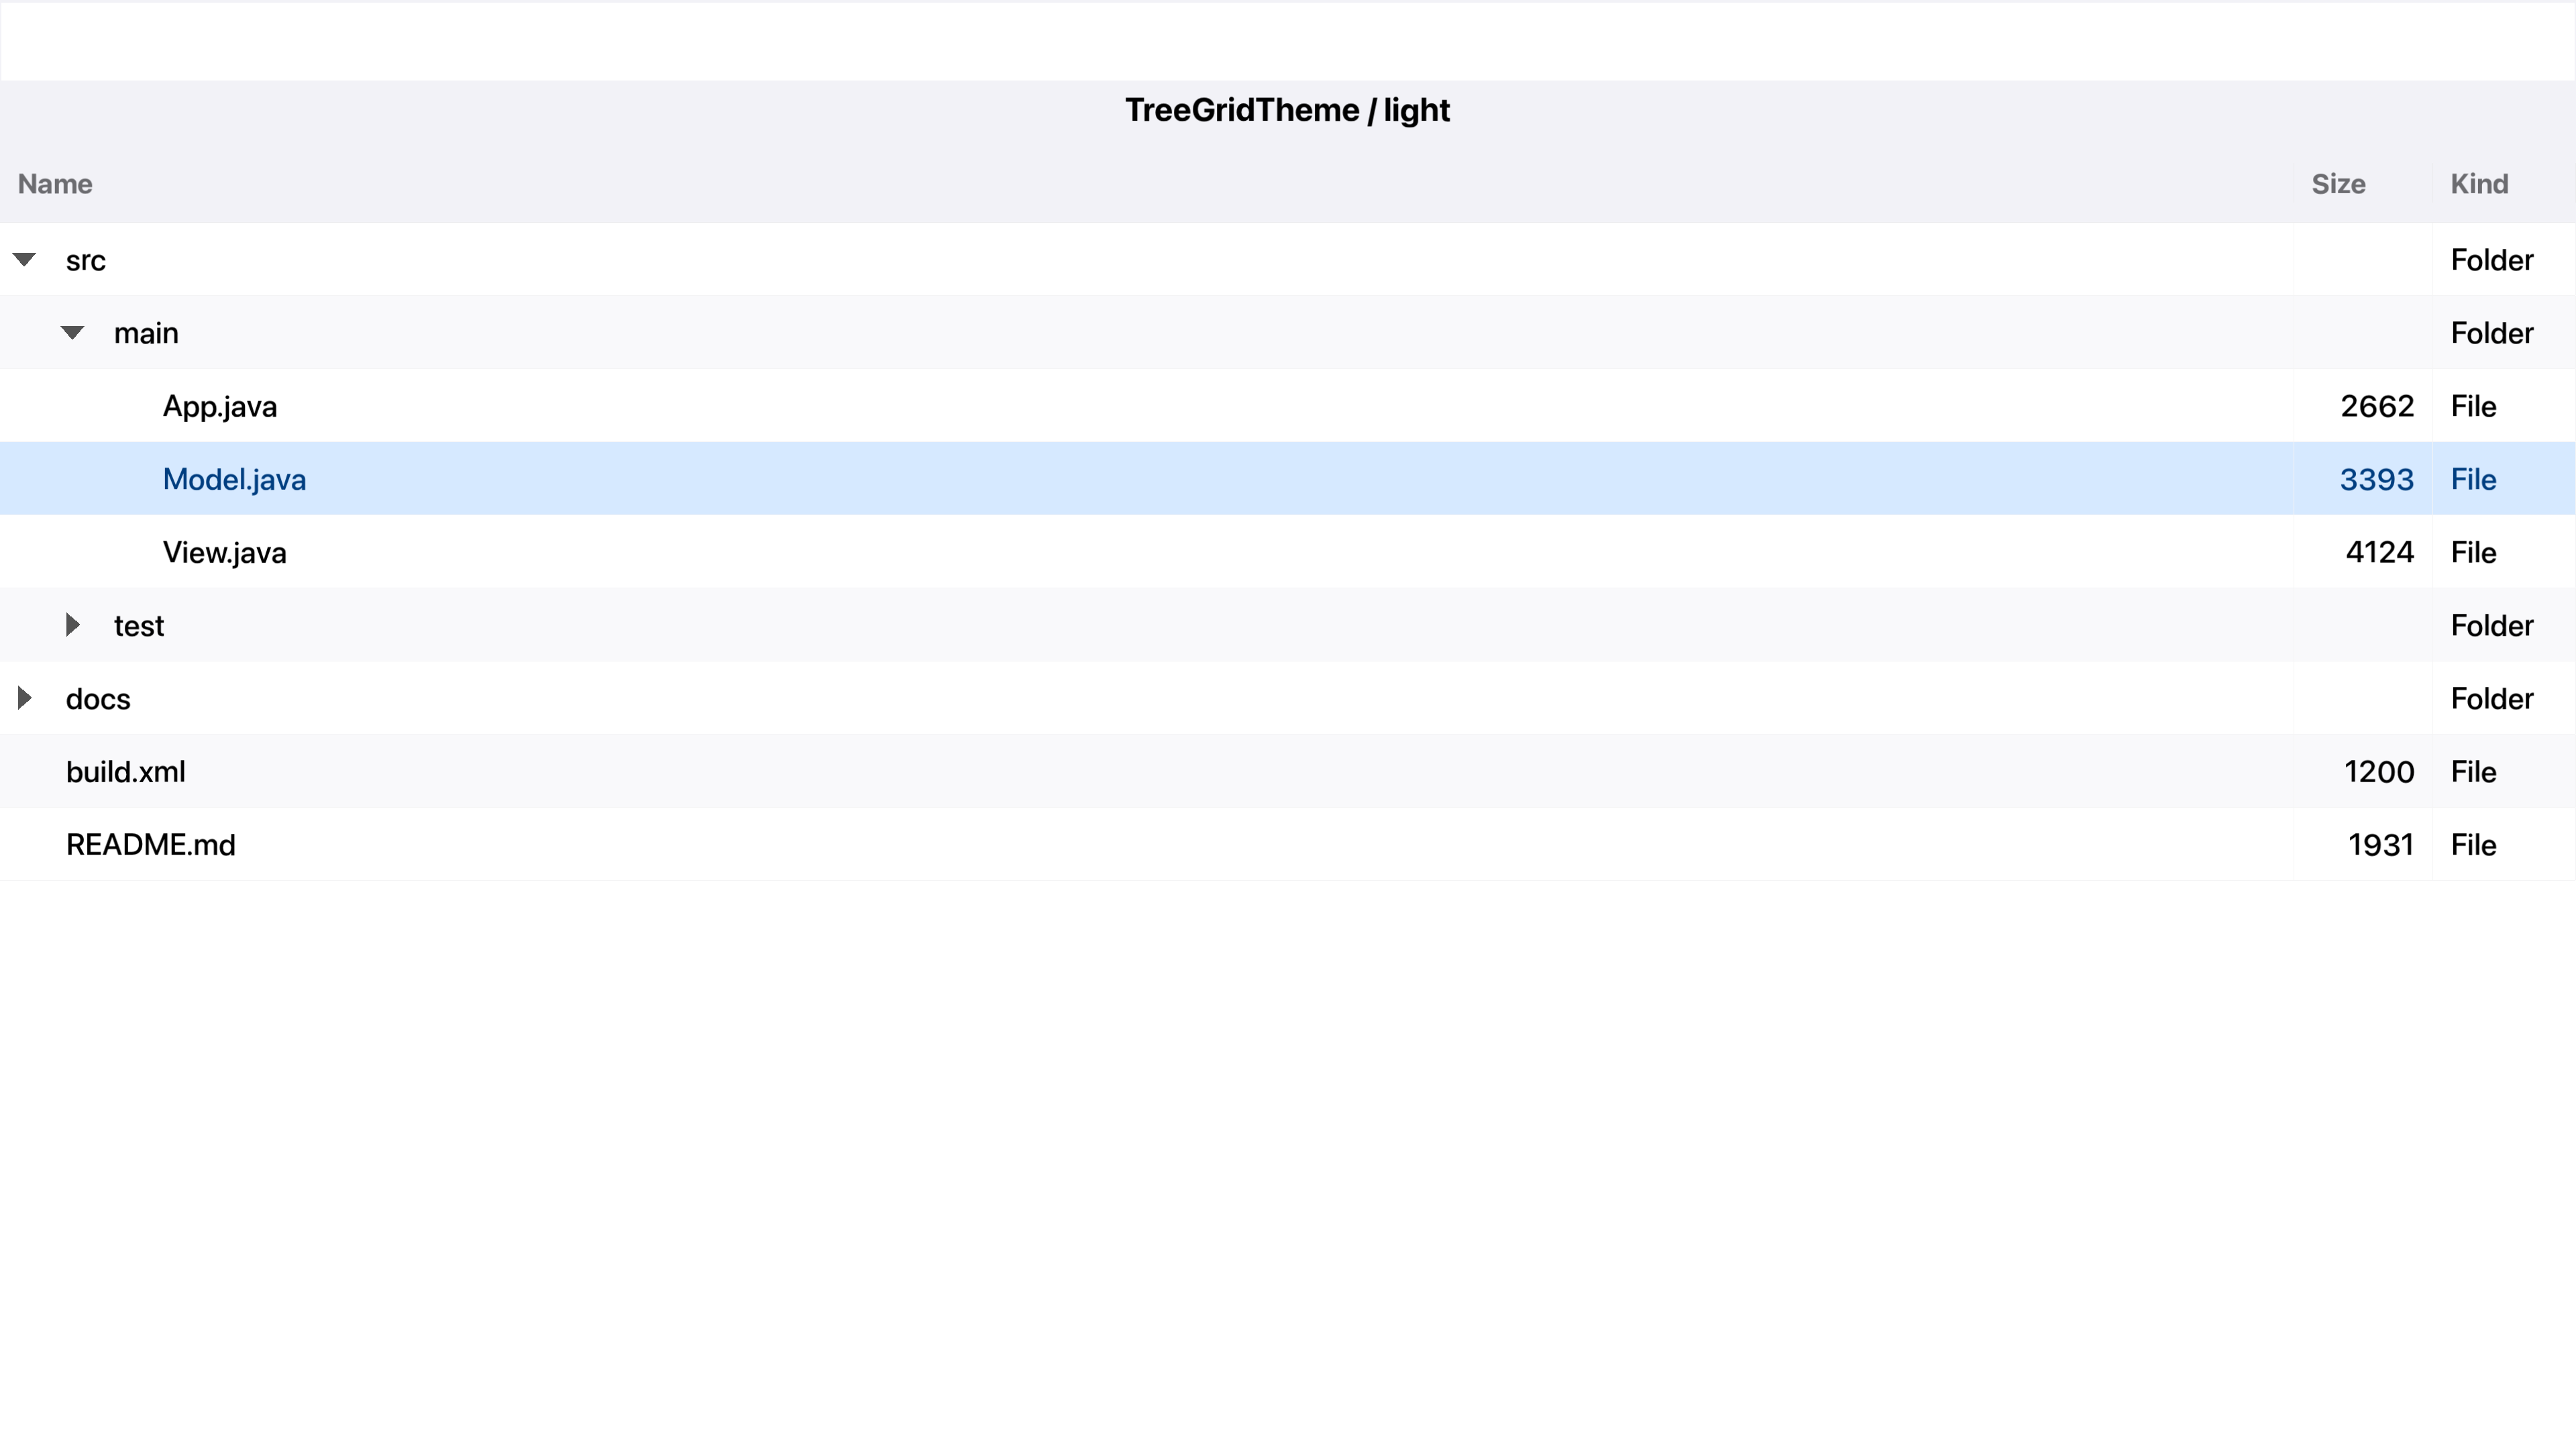 TreeGridTheme / light
Name Size Kind
src Folder
main Folder
App.java 2662 File
Model.java 3393 File
View.java 4124 File
test Folder
docs Folder
build.xml 1200 File
README.md 1931 File